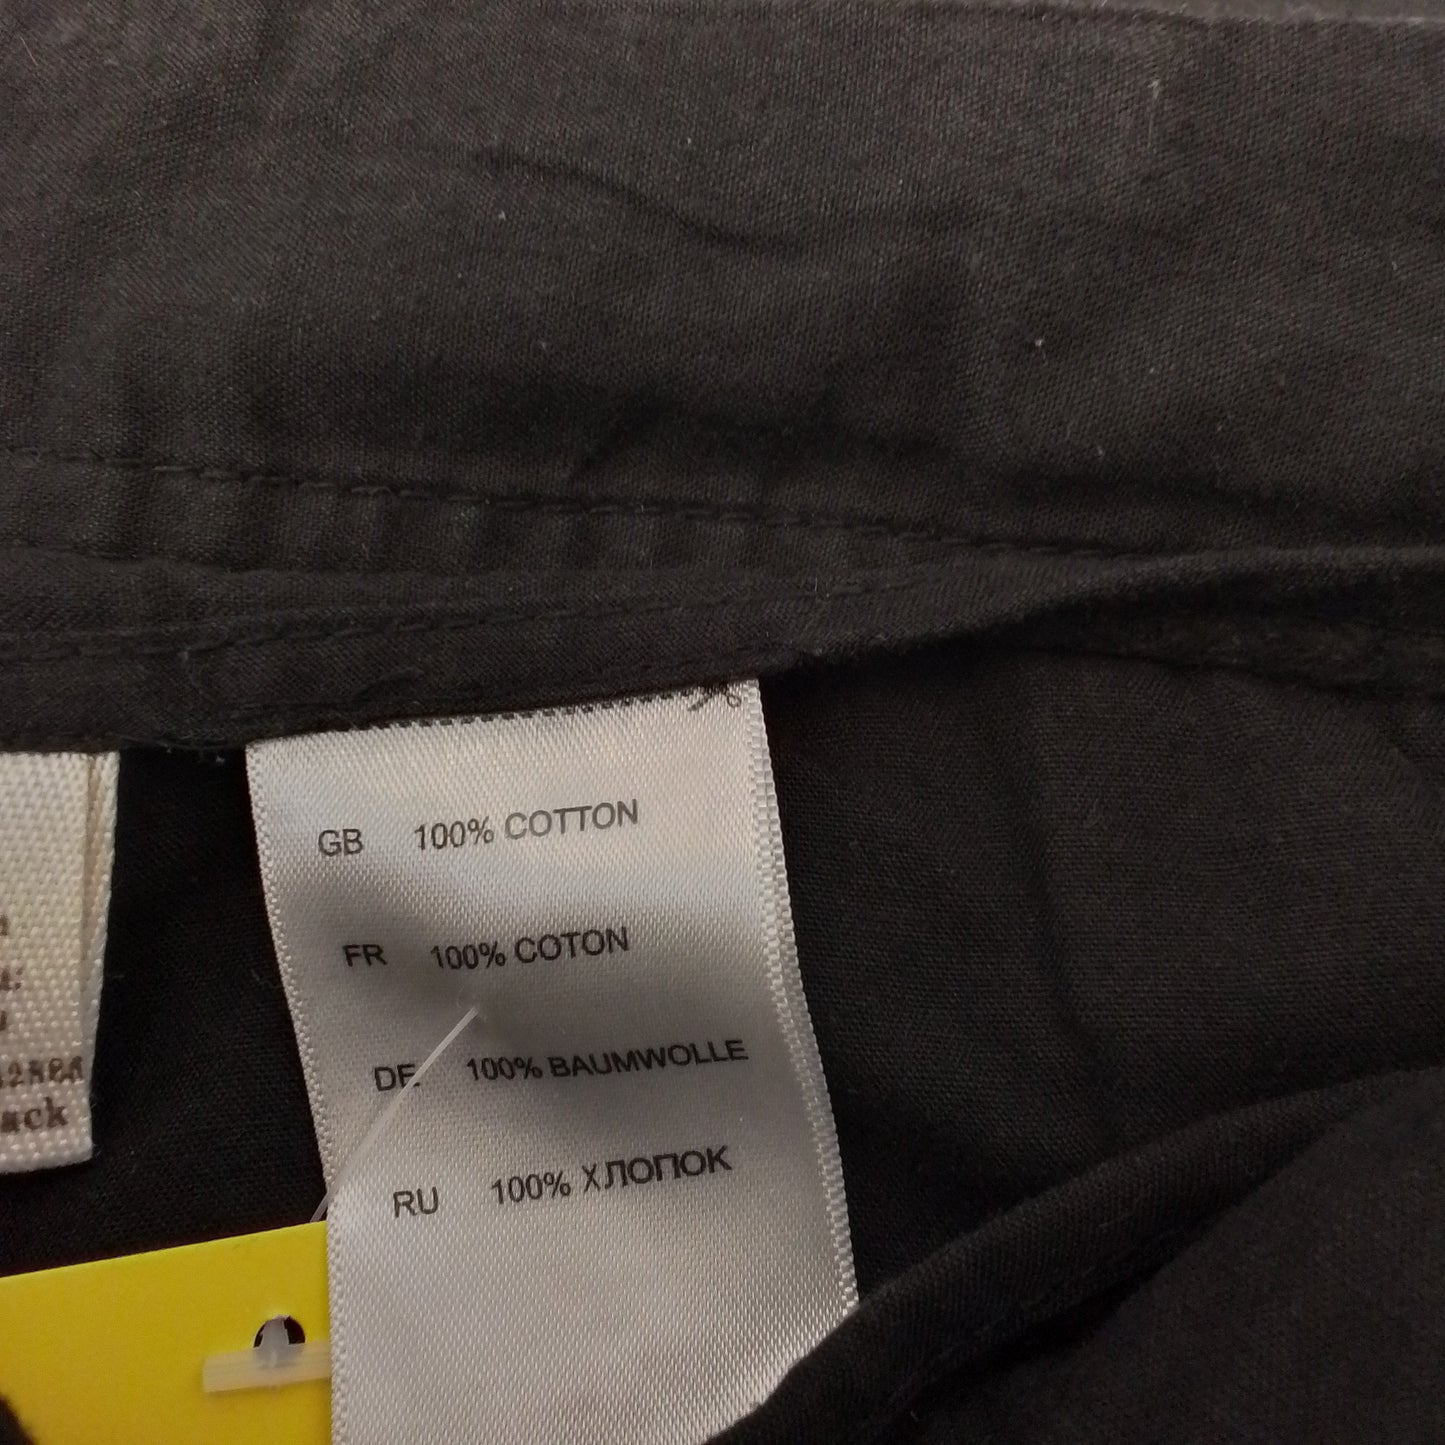 GB 100% COTTON
FR 100% COTON
DE 100% BAUMWOLLE
RU 100% ХЛОПОК